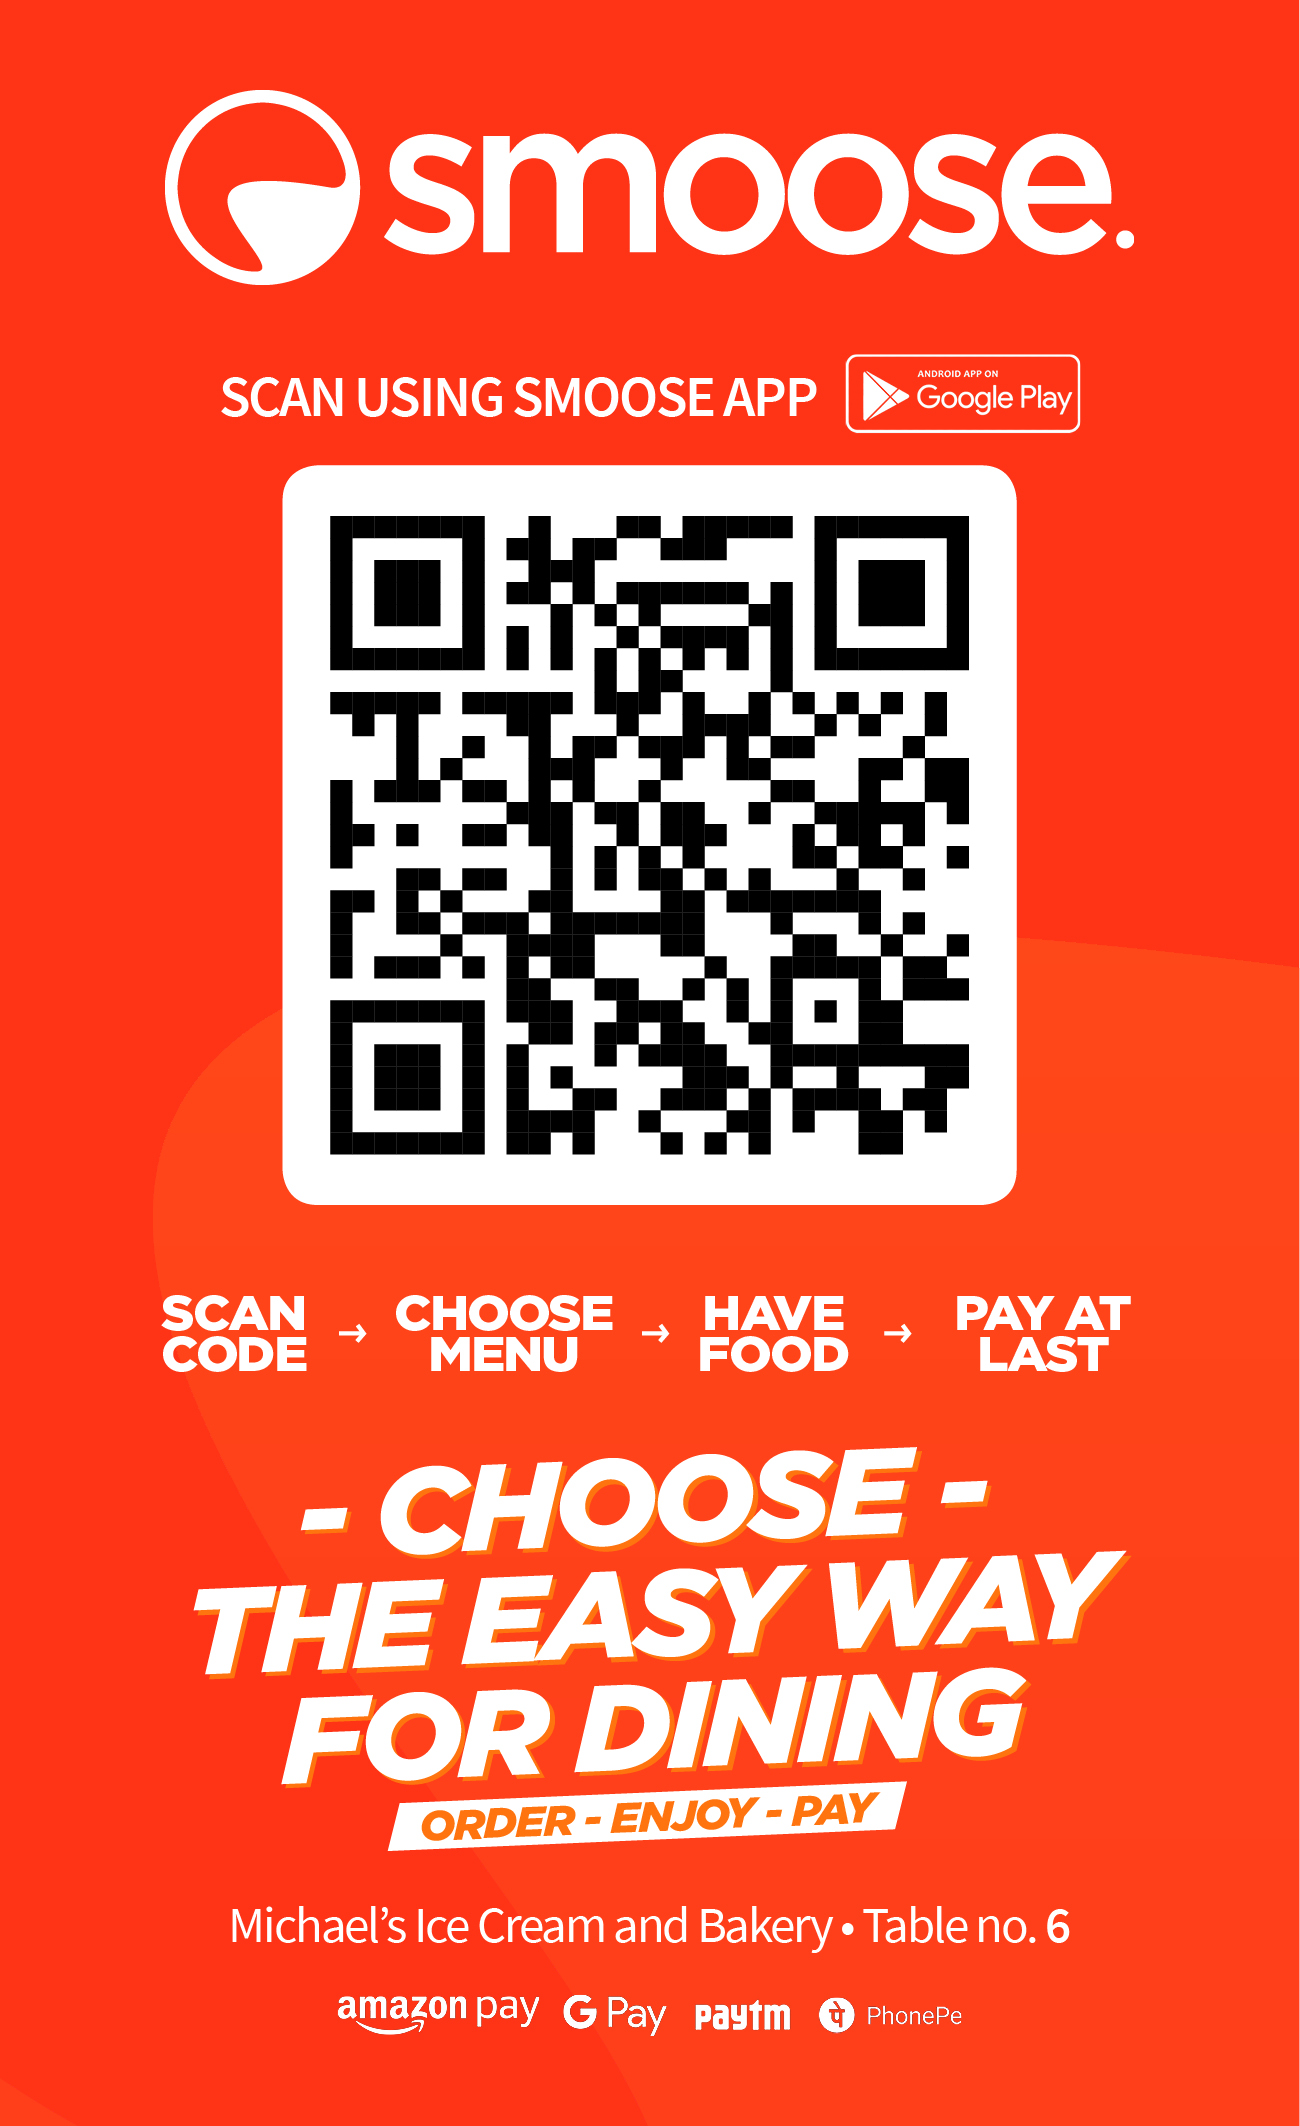 smoose.
SCAN USING SMOOSE APP
ANDROID APP ON
Google Play
SCAN CODE → CHOOSE MENU → HAVE FOOD → PAY AT LAST
- CHOOSE -
THE EASY WAY
FOR DINING
ORDER - ENJOY - PAY
Michael’s Ice Cream and Bakery • Table no. 6
amazon pay G Pay paytm पे PhonePe